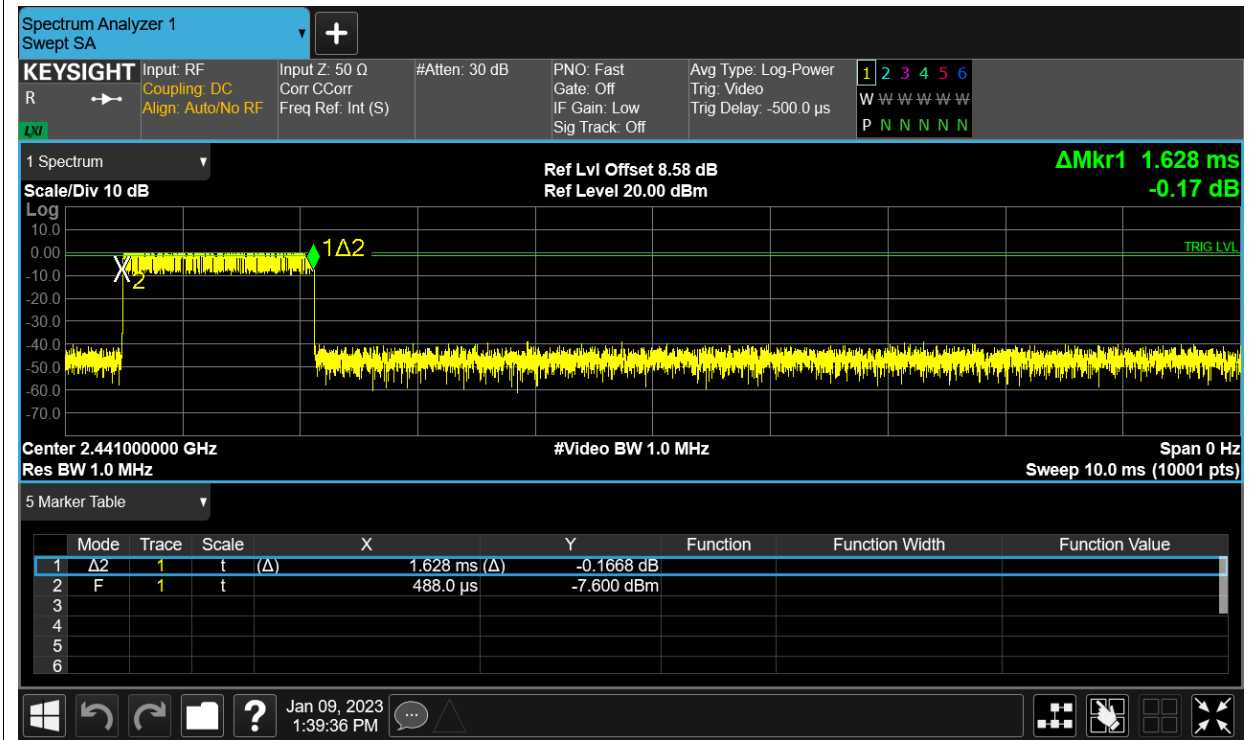 Spectrum Analyzer 1
Swept SA
KEYSIGHT
R
LXI
Input: RF
Coupling: DC
Align: Auto/No RF
Input Z: 50 Ω
Corr CCorr
Freq Ref: Int (S)
#Atten: 30 dB
PNO: Fast
Gate: Off
IF Gain: Low
Sig Track: Off
Avg Type: Log-Power
Trig: Video
Trig Delay: -500.0 µs
1 2 3 4 5 6
W W W W W W
P N N N N N
1 Spectrum
Scale/Div 10 dB
Ref Lvl Offset 8.58 dB
Ref Level 20.00 dBm
ΔMkr1 1.628 ms
-0.17 dB
Log
10.0
0.00
-10.0
-20.0
-30.0
-40.0
-50.0
-60.0
-70.0
1Δ2
2
TRIG LVL
Center 2.441000000 GHz
#Video BW 1.0 MHz
Span 0 Hz
Res BW 1.0 MHz
Sweep 10.0 ms (10001 pts)
5 Marker Table
Mode Trace Scale X Y Function Function Width Function Value
1 Δ2 1 t (Δ) 1.628 ms (Δ) -0.1668 dB
2 F 1 t 488.0 µs -7.600 dBm
3
4
5
6
?
Jan 09, 2023
1:39:36 PM